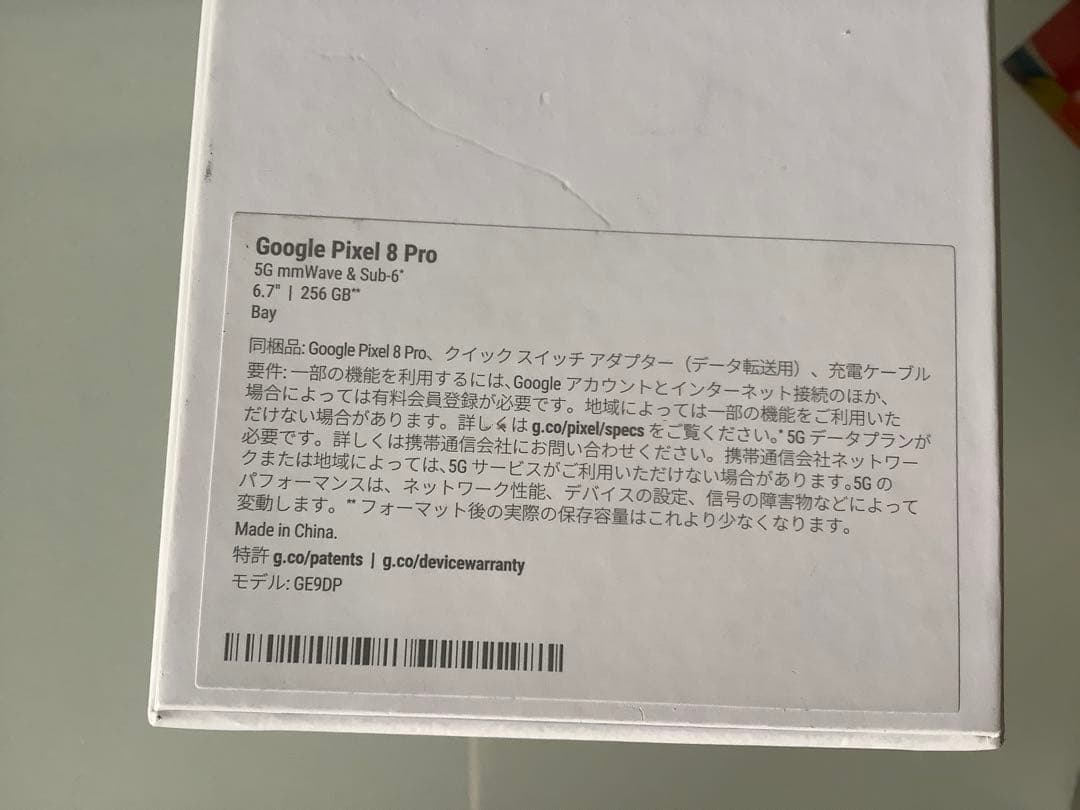 Google Pixel 8 Pro
5G mmWave & Sub-6*
6.7" | 256 GB**
Bay
同梱品: Google Pixel 8 Pro、クイック スイッチ アダプター（データ転送用）、充電ケーブル
要件: 一部の機能を利用するには、Google アカウントとインターネット接続のほか、
場合によっては有料会員登録が必要です。地域によっては一部の機能をご利用いた
だけない場合があります。詳しくは g.co/pixel/specs をご覧ください。* 5G データプランが
必要です。詳しくは携帯通信会社にお問い合わせください。携帯通信会社ネットワー
クまたは地域によっては、5G サービスがご利用いただけない場合があります。5G の
パフォーマンスは、ネットワーク性能、デバイスの設定、信号の障害物などによって
変動します。** フォーマット後の実際の保存容量はこれより少なくなります。
Made in China.
特許 g.co/patents | g.co/devicewarranty
モデル: GE9DP